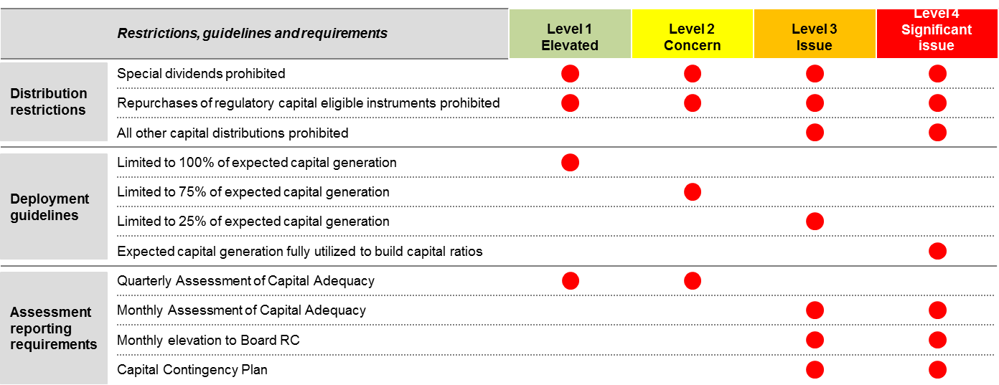 Restrictions, guidelines and requirements
Level 1
Elevated
Level 2
Concern
Level 3
Issue
Level 4
Significant
issue
Distribution
restrictions
Special dividends prohibited
Repurchases of regulatory capital eligible instruments prohibited
All other capital distributions prohibited
Deployment
guidelines
Limited to 100% of expected capital generation
Limited to 75% of expected capital generation
Limited to 25% of expected capital generation
Expected capital generation fully utilized to build capital ratios
Assessment
reporting
requirements
Quarterly Assessment of Capital Adequacy
Monthly Assessment of Capital Adequacy
Monthly elevation to Board RC
Capital Contingency Plan